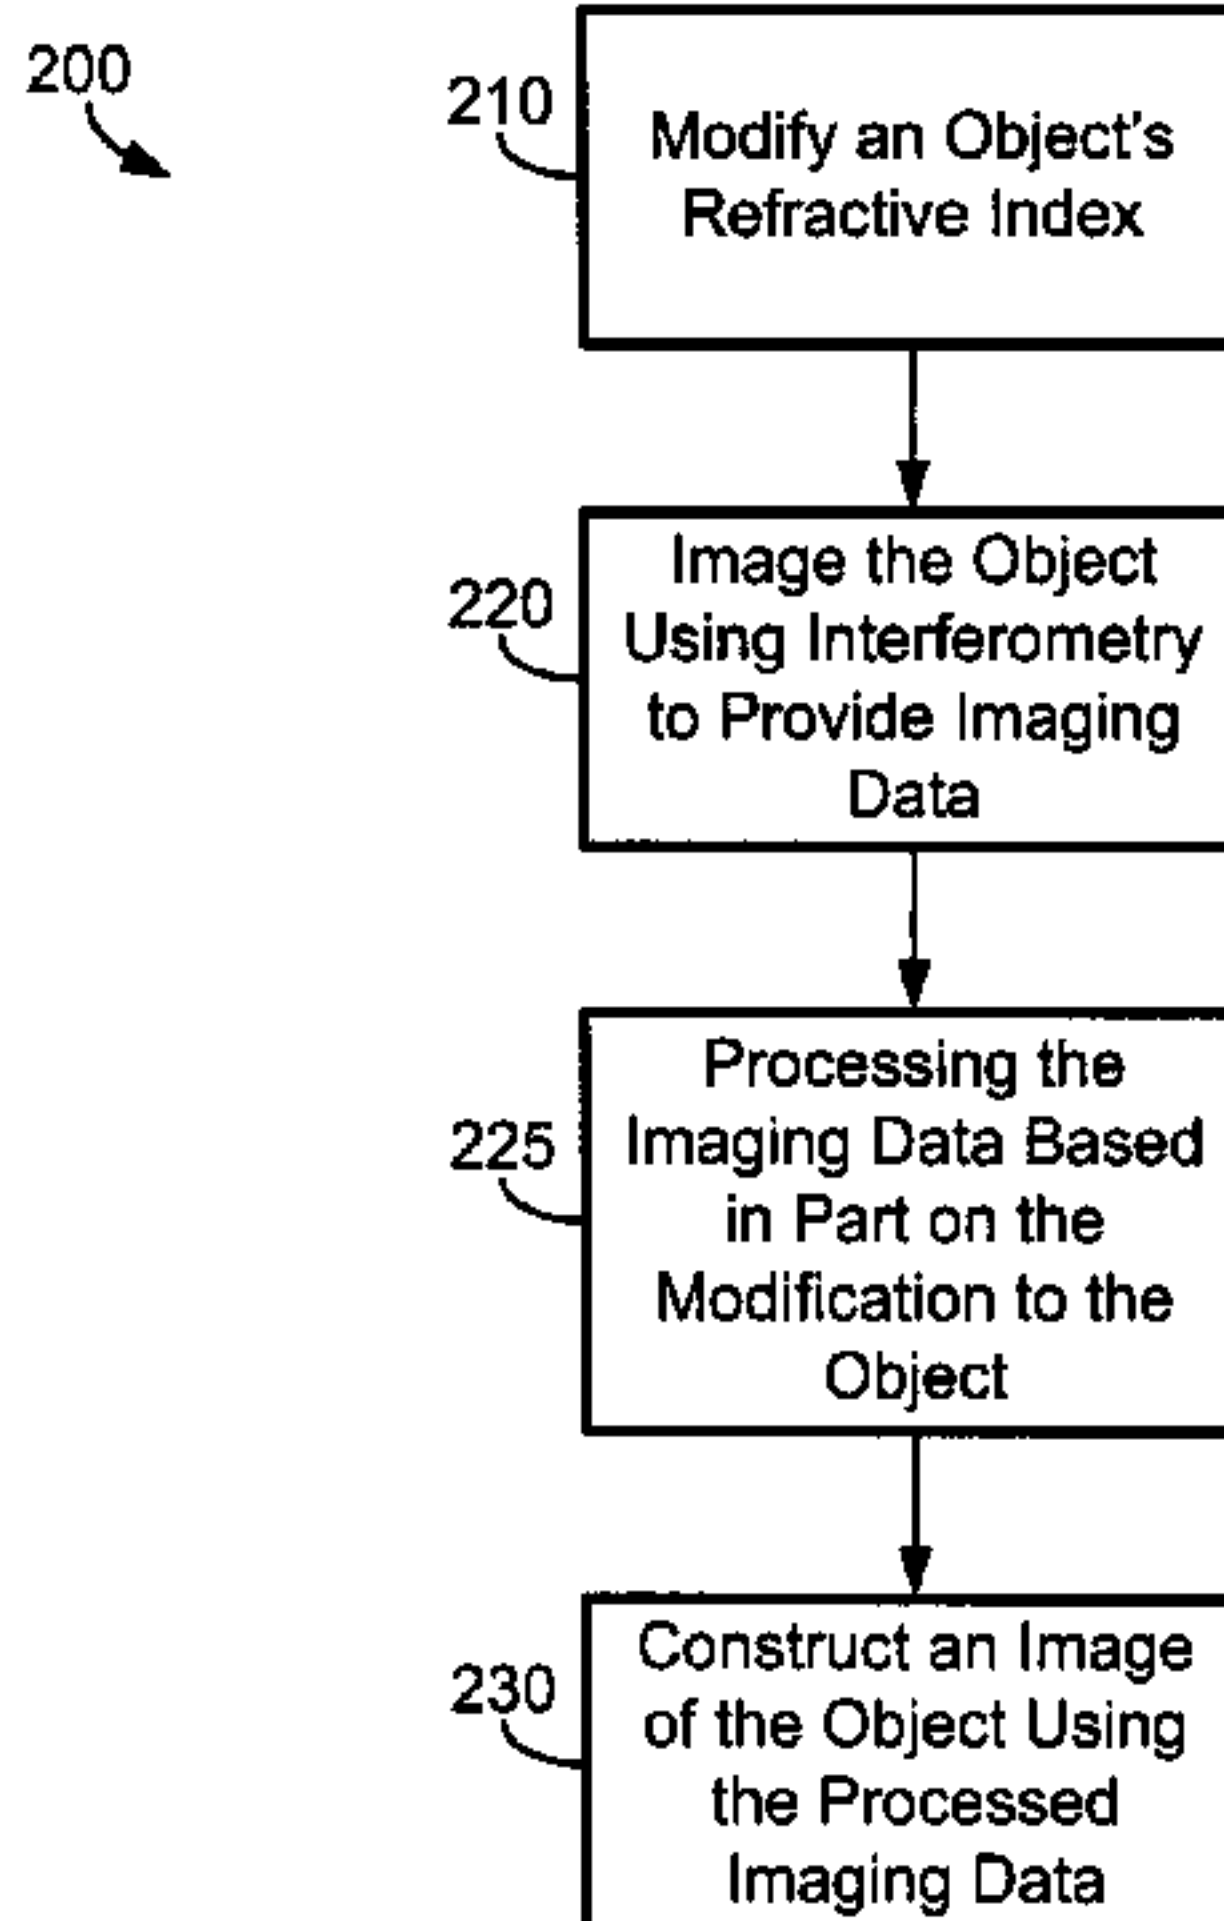 200
210
Modify an Object's
Refractive Index
220
Image the Object
Using Interferometry
to Provide Imaging
Data
225
Processing the
Imaging Data Based
in Part on the
Modification to the
Object
230
Construct an Image
of the Object Using
the Processed
Imaging Data